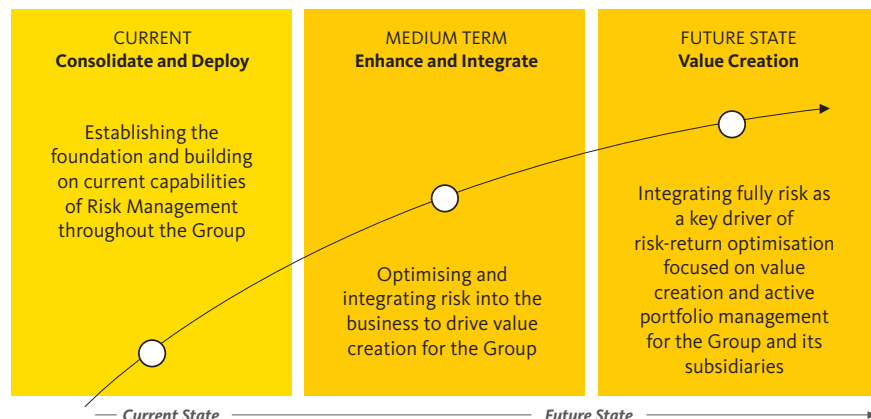 CURRENT
Consolidate and Deploy
Establishing the
foundation and building
on current capabilities
of Risk Management
throughout the Group
MEDIUM TERM
Enhance and Integrate
Optimising and
integrating risk into the
business to drive value
creation for the Group
FUTURE STATE
Value Creation
Integrating fully risk as
a key driver of
risk-return optimisation
focused on value
creation and active
portfolio management
for the Group and its
subsidiaries
Current State
Future State